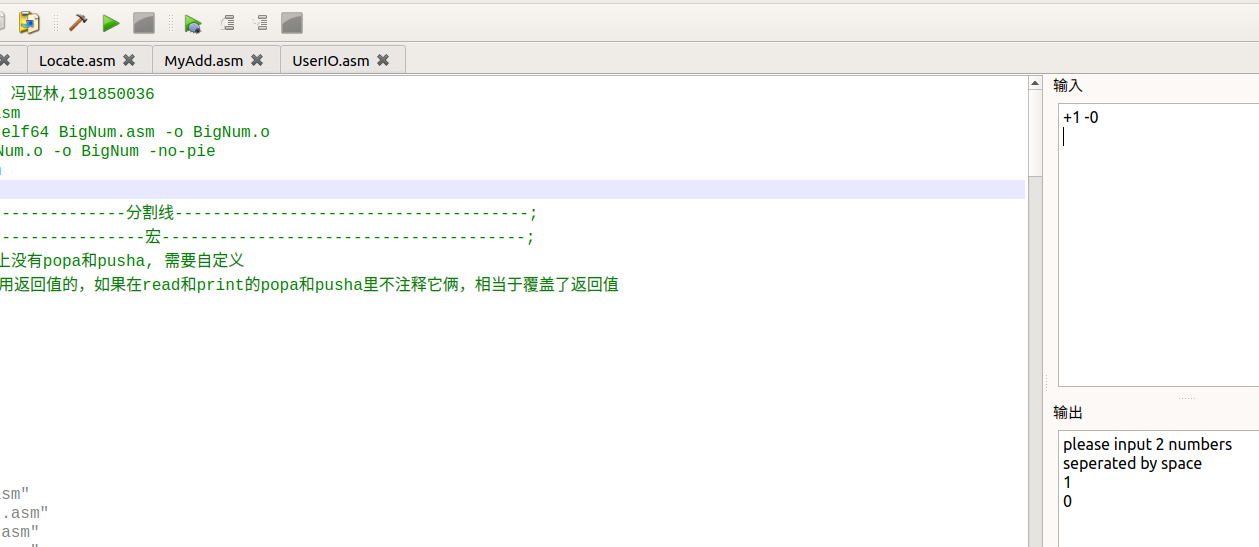 Locate.asm MyAdd.asm UserIO.asm
冯亚林,191850036
sm
elf64 BigNum.asm -o BigNum.o
Num.o -o BigNum -no-pie
-------------分割线-------------------------------------;
---------------宏--------------------------------------;
上没有popa和pusha, 需要自定义
用返回值的，如果在read和print的popa和pusha里不注释它俩，相当于覆盖了返回值
sm"
.asm"
asm"
输入
+1 -0
输出
please input 2 numbers
seperated by space
1
0